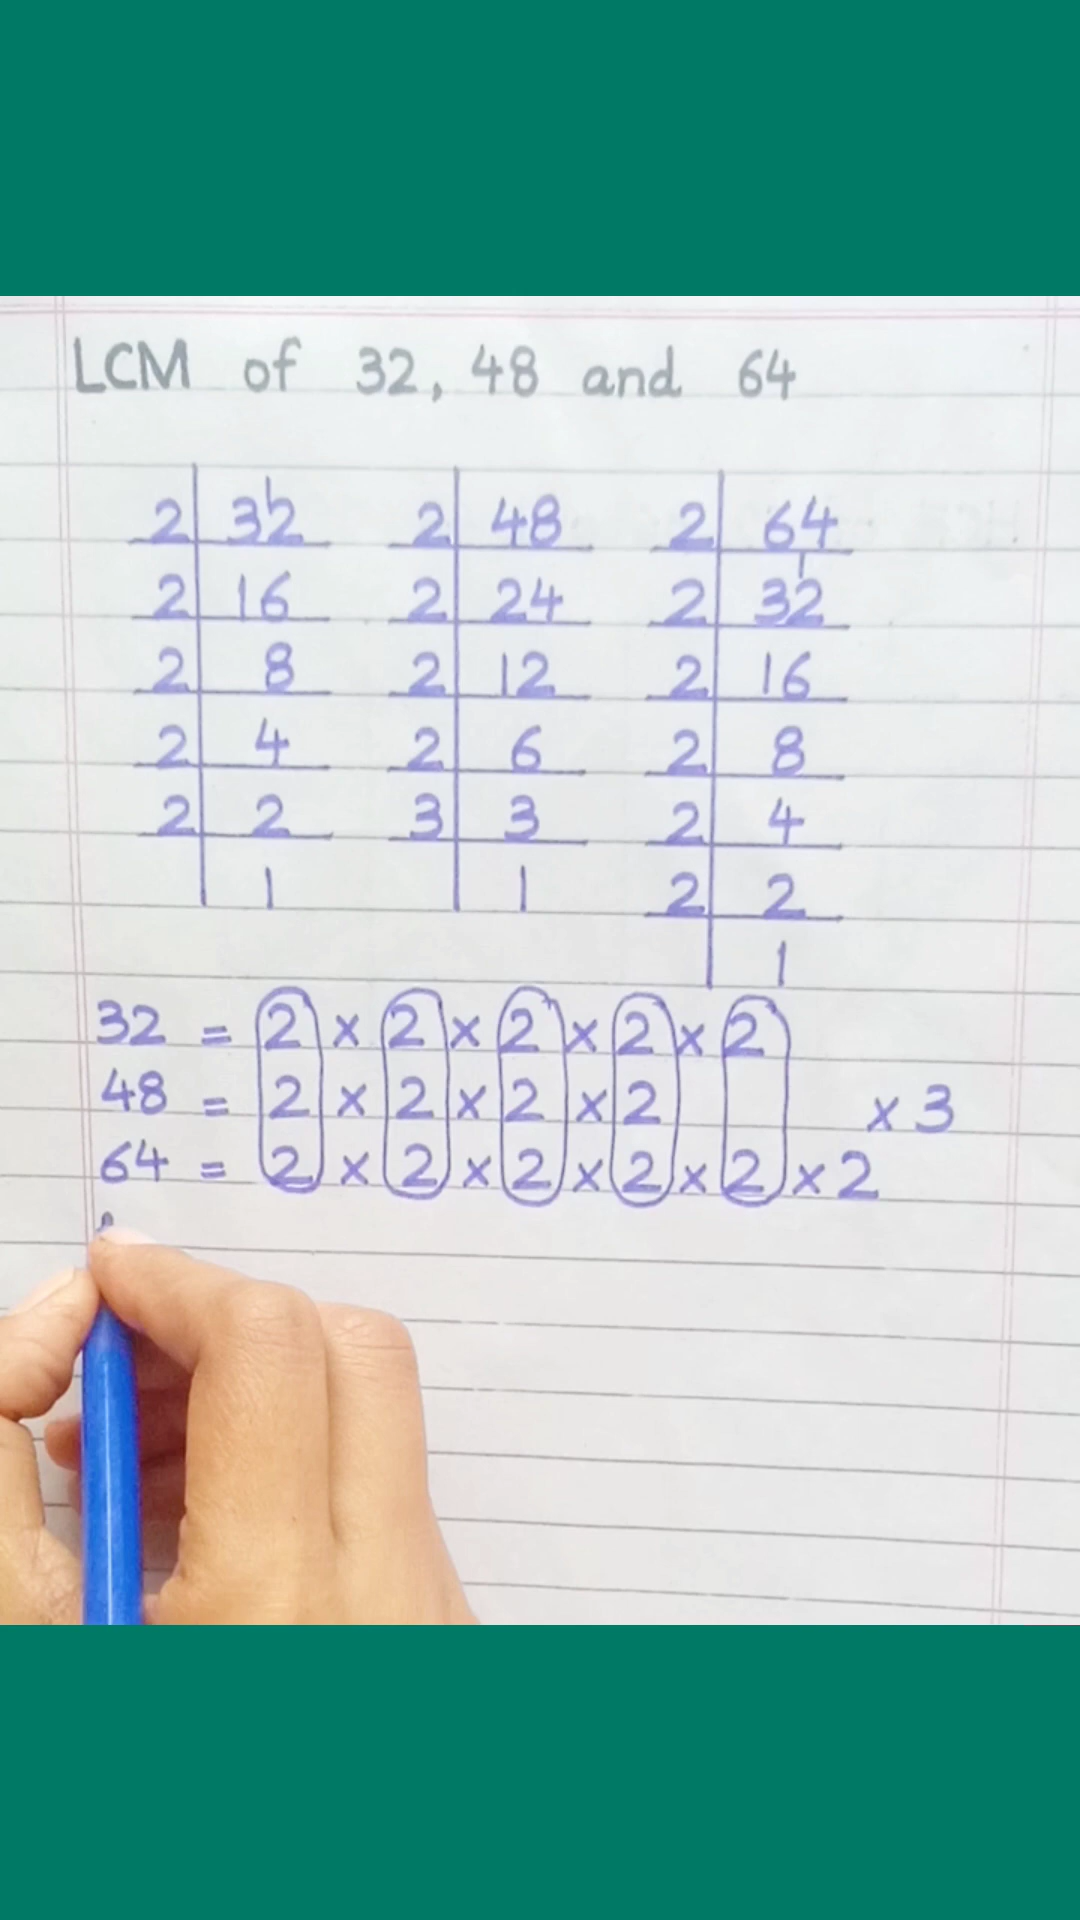 LCM of 32, 48 and 64
2 32 2 48 2 64
2 16 2 24 2 32
2 8 2 12 2 16
2 4 2 6 2 8
2 2 3 3 2 4
1 1 2 2
1
32 = 2 × 2 × 2 × 2 × 2
48 = 2 × 2 × 2 × 2 × 3
64 = 2 × 2 × 2 × 2 × 2 × 2